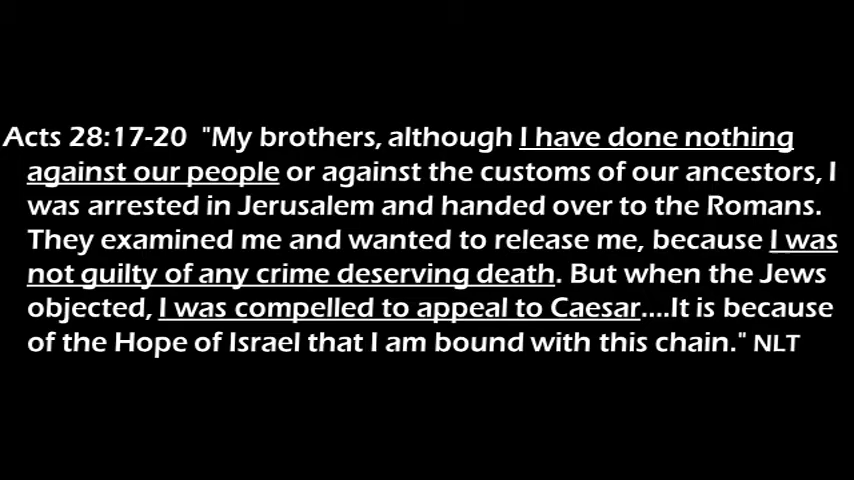 Acts 28:17-20 "My brothers, although I have done nothing
against our people or against the customs of our ancestors, I
was arrested in Jerusalem and handed over to the Romans.
They examined me and wanted to release me, because I was
not guilty of any crime deserving death. But when the Jews
objected, I was compelled to appeal to Caesar....It is because
of the Hope of Israel that I am bound with this chain." NLT